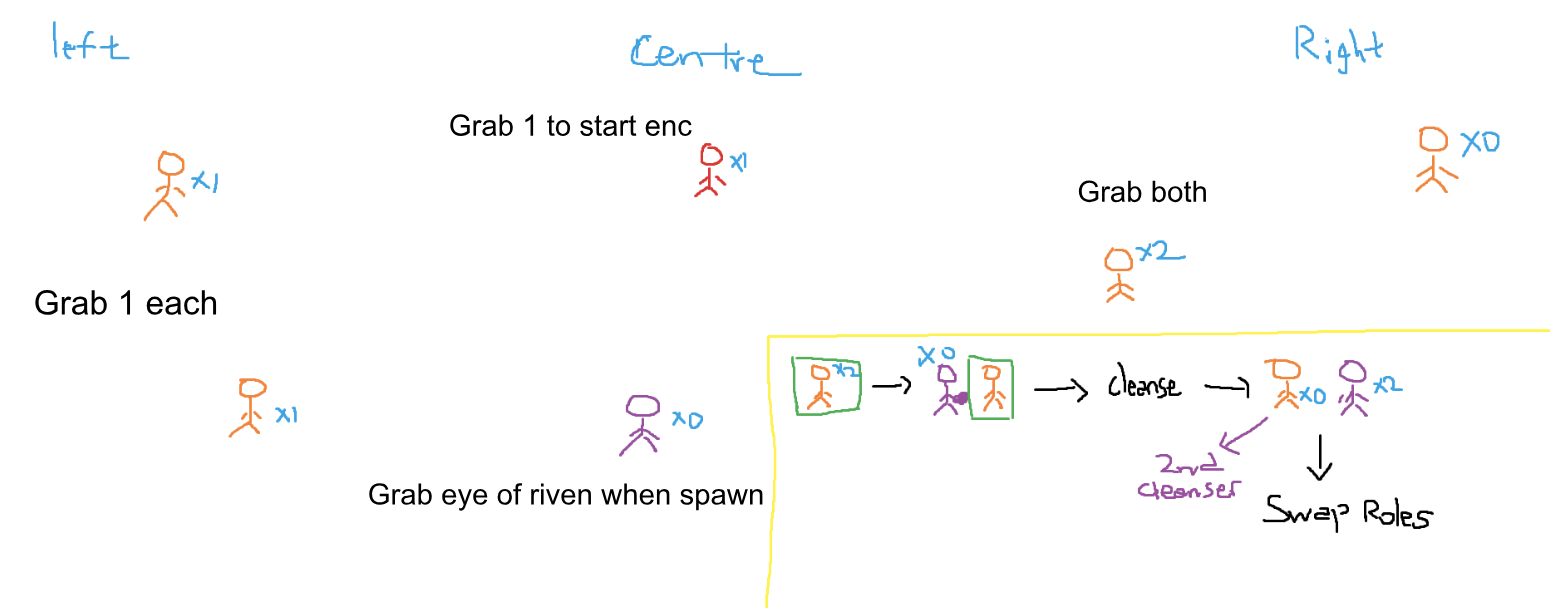 left
Centre
Right
Grab 1 to start enc
x1
x1
x0
Grab both
x2
Grab 1 each
x1
x0
Grab eye of riven when spawn
x2
x0
cleanse
x0
x2
2nd
cleanser
Swap Roles